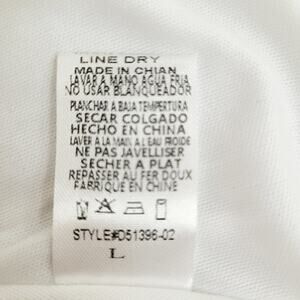 LINE DRY
MADE IN CHIAN
LAVAR A MANO AGUA FRIA
NO USAR BLANQUEADOR
PLANCHAR A BAJA TEMPERTURA
SECAR COLGADO
HECHO EN CHINA
LAVER A LA MAIN A L'EAU FROIDE
NE PAS JAVELLISER
SECHER A PLAT
REPASSER AU FER DOUX
FABRIQUE EN CHINE
STYLE#D51396-02
L